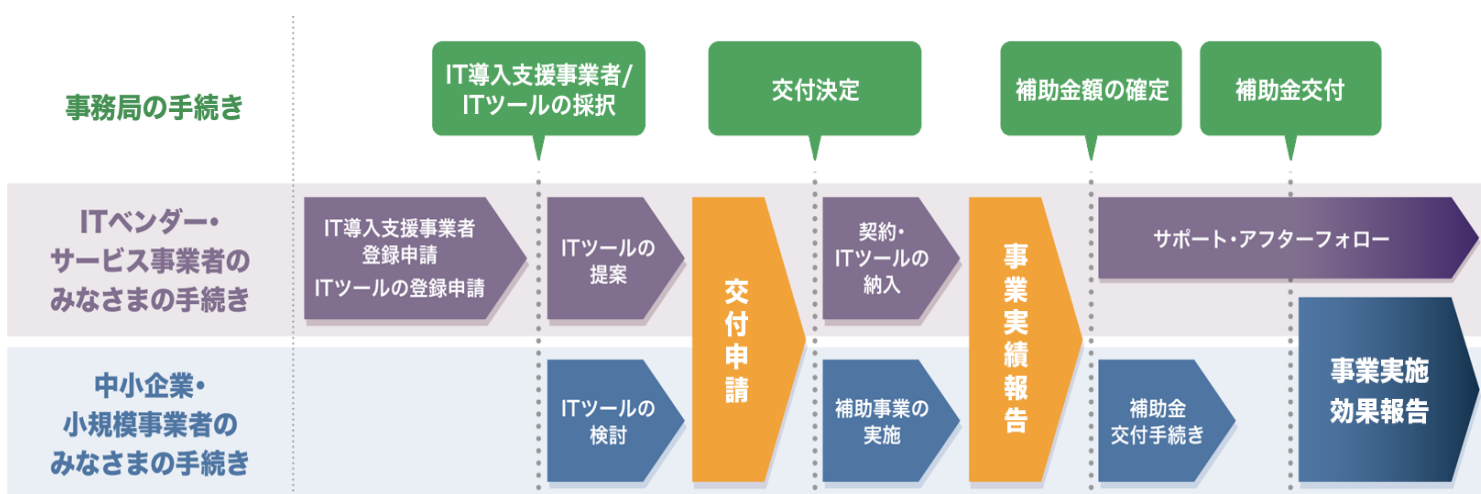 事務局の手続き
IT導入支援事業者/
ITツールの採択
交付決定
補助金額の確定
補助金交付
ITベンダー・
サービス事業者の
みなさまの手続き
IT導入支援事業者
登録申請
ITツールの登録申請
ITツールの
提案
交付申請
契約・
ITツールの
納入
事業実績報告
サポート・アフターフォロー
中小企業・
小規模事業者の
みなさまの手続き
ITツールの
検討
補助事業の
実施
補助金
交付手続き
事業実施
効果報告